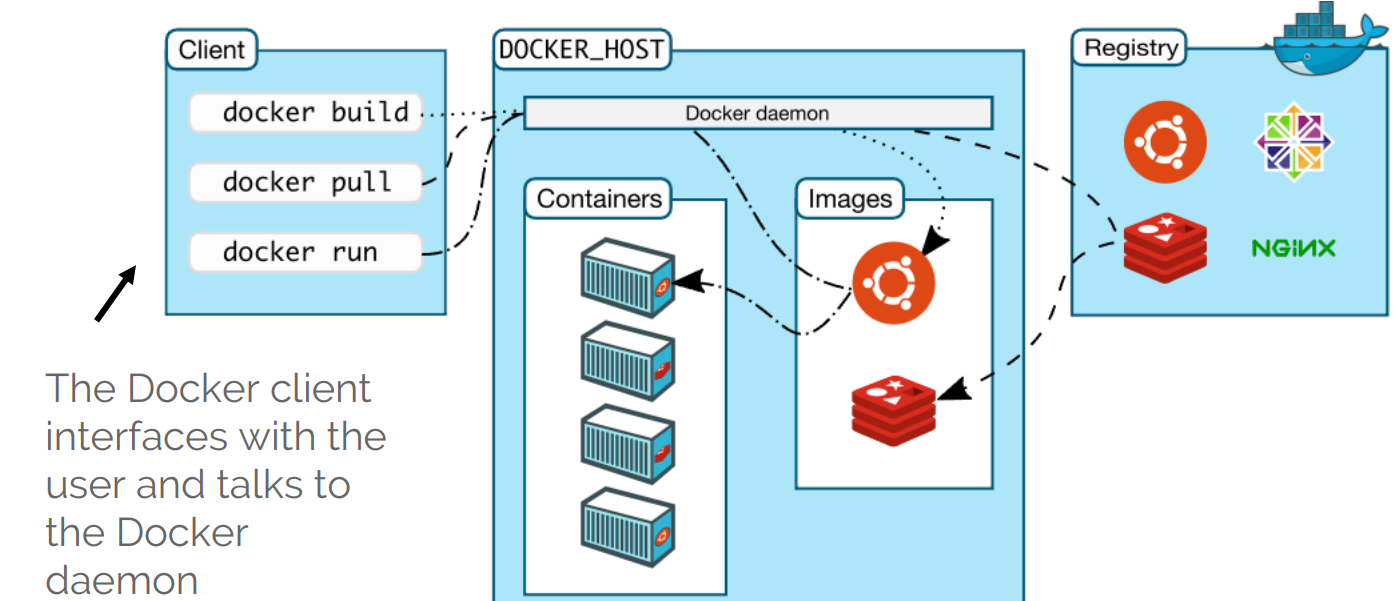 Client
docker build
docker pull
docker run
The Docker client
interfaces with the
user and talks to
the Docker
daemon
DOCKER_HOST
Docker daemon
Containers
Images
Registry
NGiNX